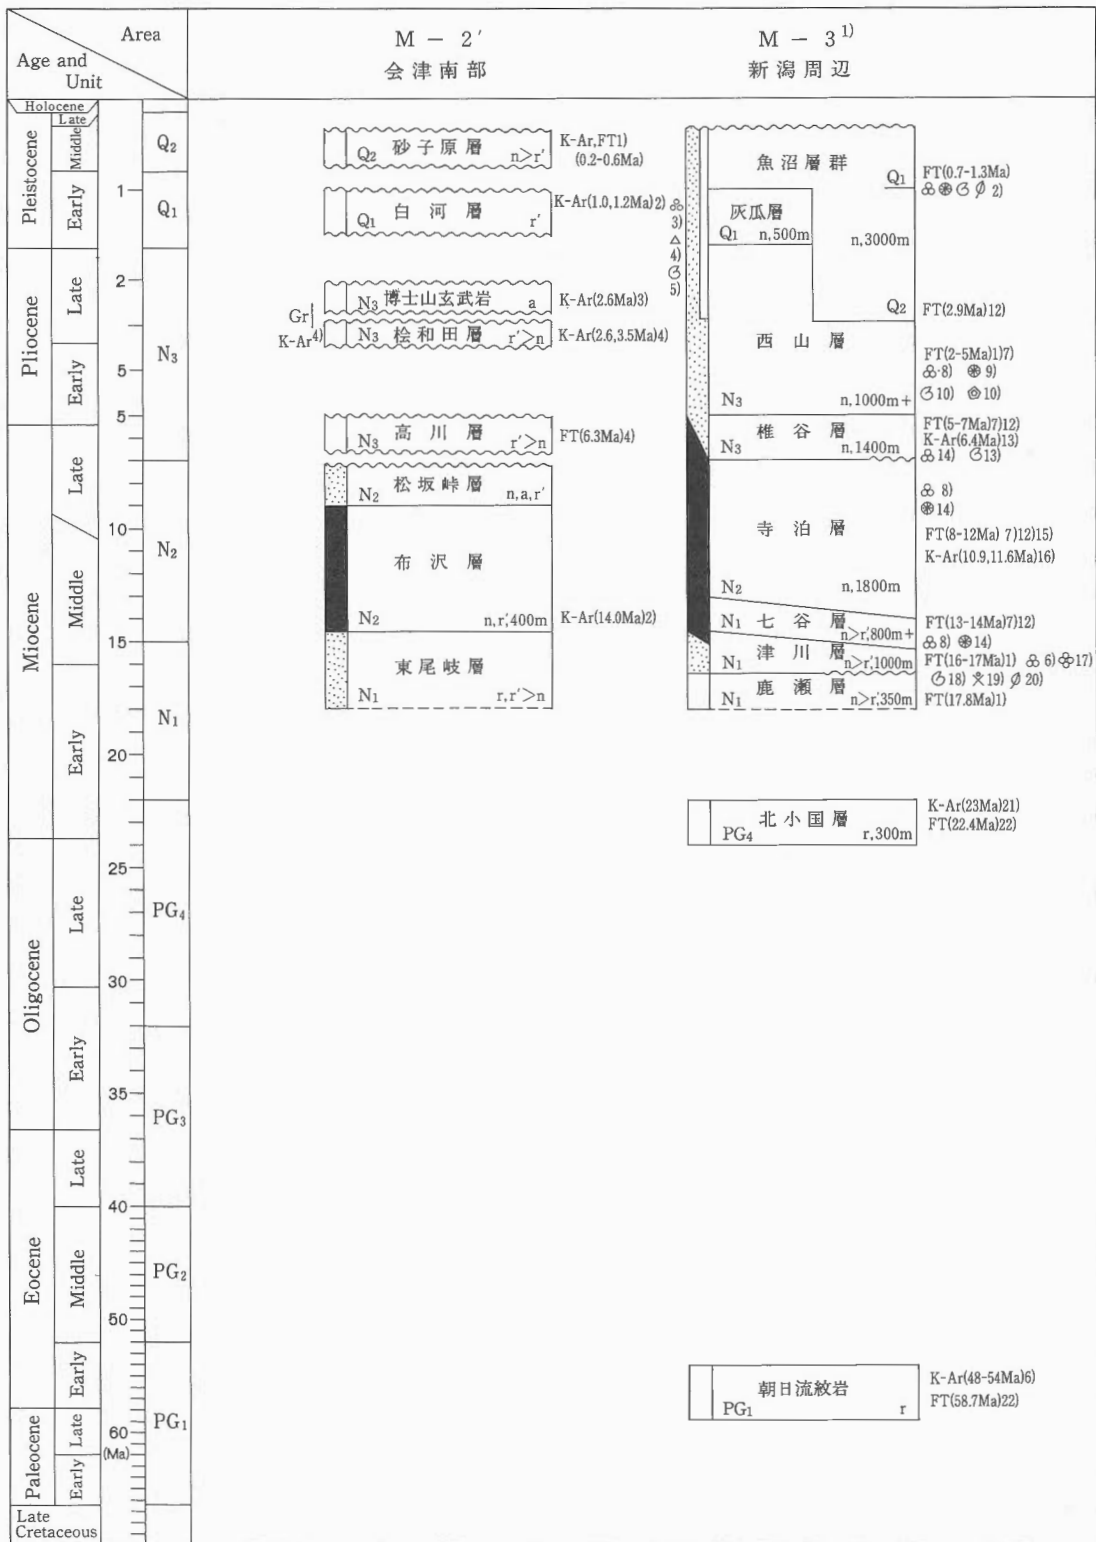 Area
Age and
Unit
M - 2′
会津南部
M - 3 1)
新潟周辺
Holocene
Late
Pleistocene
Middle
Early
Pliocene
Late
Early
Miocene
Late
Middle
Early
Oligocene
Late
Early
Eocene
Late
Middle
Early
Paleocene
Late
Early
Late
Cretaceous
1
2
5
5
10
15
20
25
30
35
40
50
60
(Ma)
Q2
Q1
N3
N2
N1
PG4
PG3
PG2
PG1
Q2 砂子原層 n>r′
K-Ar,FT1)
(0.2-0.6Ma)
Q1 白河層 r′
K-Ar(1.0,1.2Ma)2)
N3 博士山玄武岩 a
K-Ar(2.6Ma)3)
Gr
K-Ar4)
N3 桧和田層 r′>n
K-Ar(2.6,3.5Ma)4)
N3 高川層 r′>n
FT(6.3Ma)4)
N2 松坂峠層 n,a,r′
布沢層
N2 n,r′,400m
K-Ar(14.0Ma)2)
東尾岐層
N1 r,r′>n
3)
△
4)
5)
魚沼層群
Q1
FT(0.7-1.3Ma)
2)
灰瓜層
Q1 n,500m
n,3000m
Q2
FT(2.9Ma)12)
西山層
FT(2-5Ma)1)7)
8) 9)
10) 10)
N3 n,1000m+
椎谷層
N3 n,1400m
FT(5-7Ma)7)12)
K-Ar(6.4Ma)13)
14) 13)
8)
14)
寺泊層
FT(8-12Ma) 7)12)15)
K-Ar(10.9,11.6Ma)16)
N2 n,1800m
N1 七谷層 n>r′,800m+
FT(13-14Ma)7)12)
8) 14)
N1 津川層 n>r′,1000m
FT(16-17Ma)1) 6) 17)
18) 19) 20)
N1 鹿瀬層 n>r′,350m
FT(17.8Ma)1)
北小国層
PG4 r,300m
K-Ar(23Ma)21)
FT(22.4Ma)22)
朝日流紋岩
PG1 r
K-Ar(48-54Ma)6)
FT(58.7Ma)22)